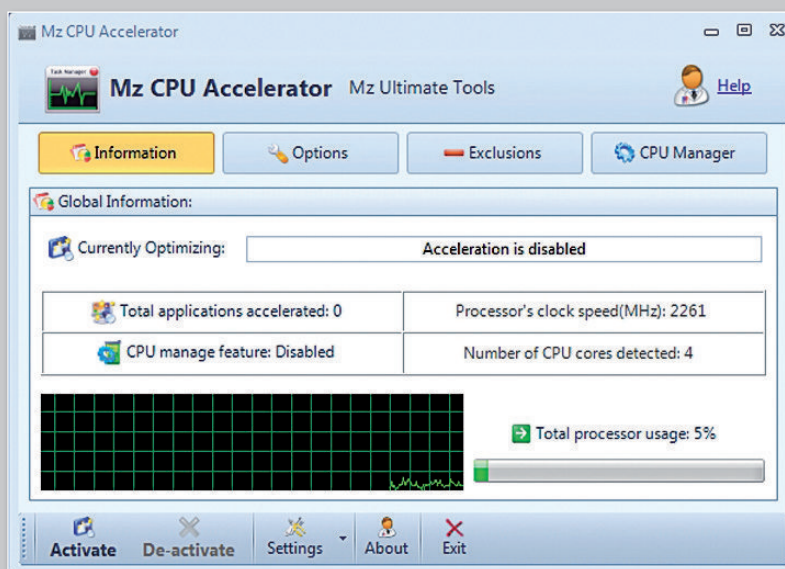 Mz CPU Accelerator
Task Manager
Mz CPU Accelerator Mz Ultimate Tools Help
Information Options Exclusions CPU Manager
Global Information:
Currently Optimizing: Acceleration is disabled
Total applications accelerated: 0 Processor's clock speed(MHz): 2261
CPU manage feature: Disabled Number of CPU cores detected: 4
Total processor usage: 5%
Activate De-activate Settings About Exit